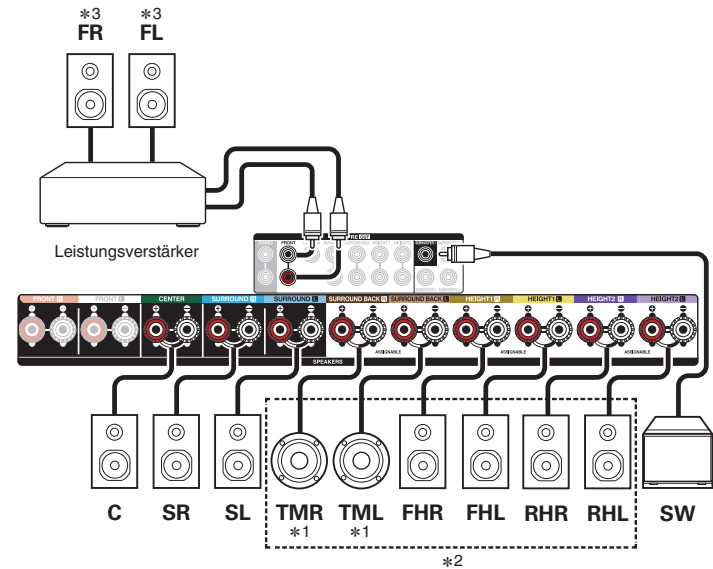 *3 *3
FR FL
Leistungsverstärker
PRE OUT
FRONT
FRONT R FRONT L CENTER SURROUND R SURROUND L SURROUND BACK R SURROUND BACK L HEIGHT1 R HEIGHT1 L HEIGHT2 R HEIGHT2 L
ASSIGNABLE ASSIGNABLE ASSIGNABLE
SPEAKERS
C SR SL TMR TML FHR FHL RHR RHL SW
*1 *1
*2